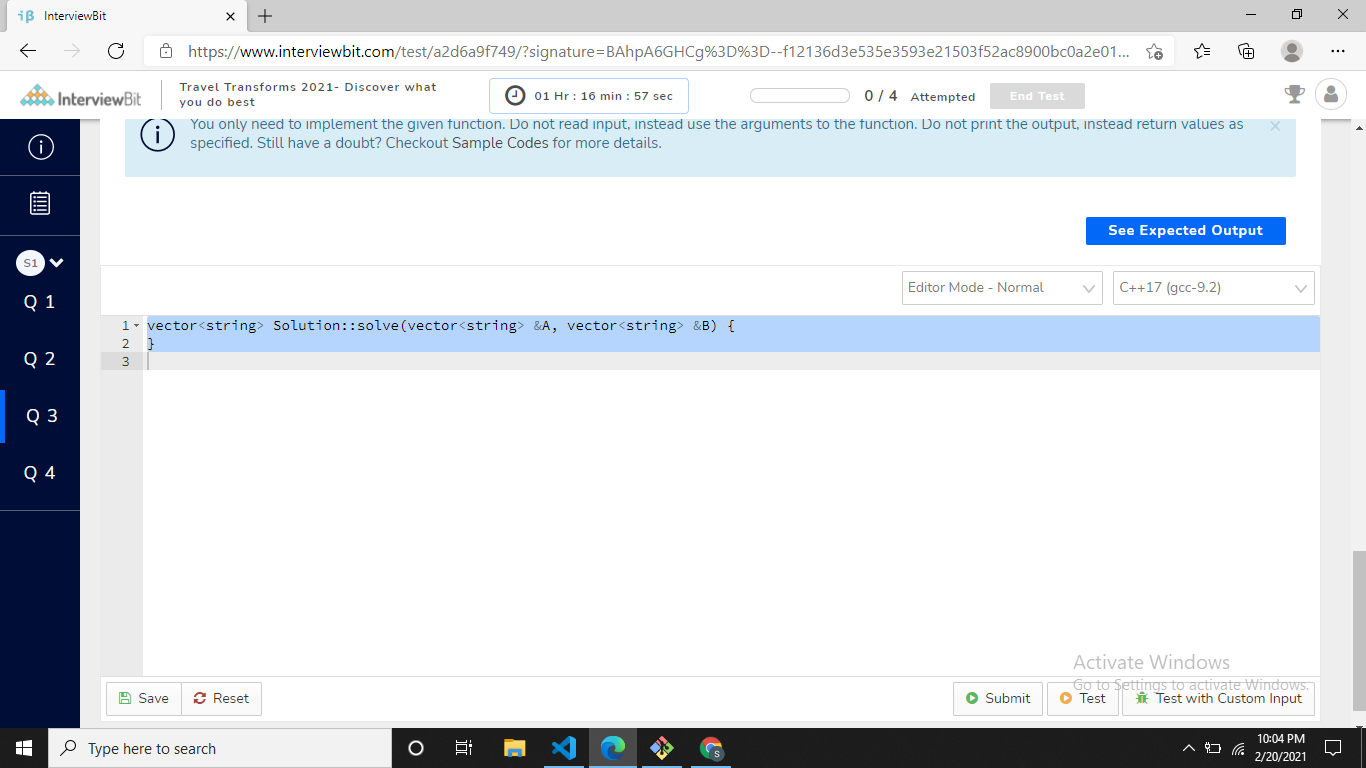 iβ InterviewBit
https://www.interviewbit.com/test/a2d6a9f749/?signature=BAhpA6GHCg%3D%3D--f12136d3e535e3593e21503f52ac8900bc0a2e01...
InterviewBit
Travel Transforms 2021- Discover what
you do best
01 Hr : 16 min : 57 sec
0 / 4 Attempted
End Test
You only need to implement the given function. Do not read input, instead use the arguments to the function. Do not print the output, instead return values as
specified. Still have a doubt? Checkout Sample Codes for more details.
See Expected Output
S1
Q 1
Q 2
Q 3
Q 4
Editor Mode - Normal
C++17 (gcc-9.2)
1 vector<string> Solution::solve(vector<string> &A, vector<string> &B) {
2 }
3
Activate Windows
Go to Settings to activate Windows.
Save
Reset
Submit
Test
Test with Custom Input
Type here to search
S
10:04 PM
2/20/2021